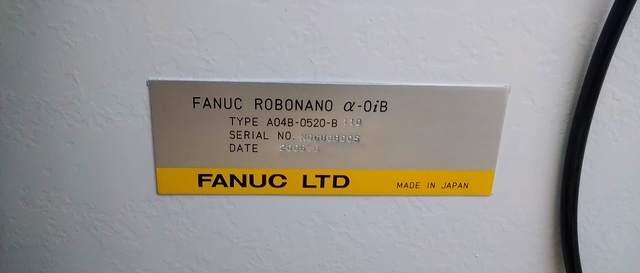 FANUC ROBONANO α-0iB
TYPE A04B-0520-B
SERIAL NO.
DATE
FANUC LTD
MADE IN JAPAN